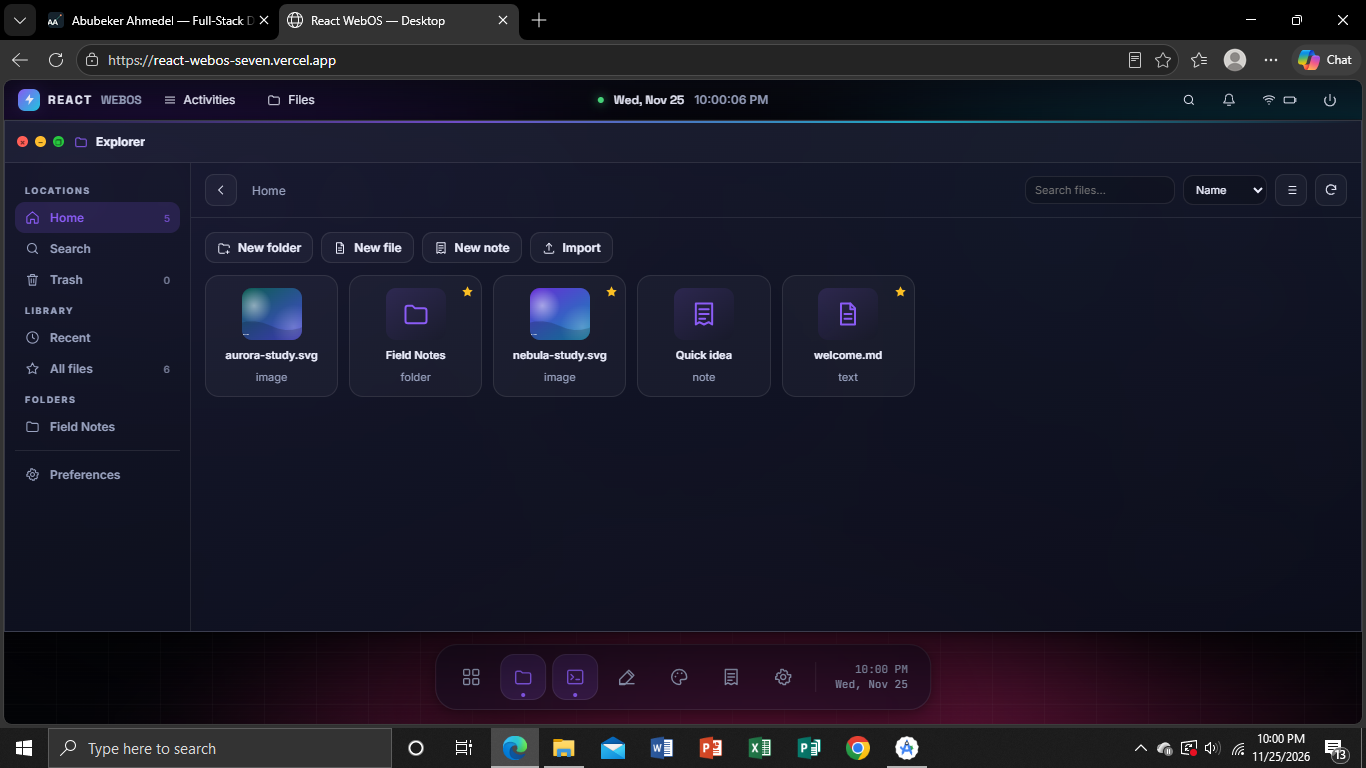 Abubeker Ahmedel — Full-Stack D
React WebOS — Desktop
https://react-webos-seven.vercel.app
Chat
REACT WEBOS
Activities
Files
Wed, Nov 25 10:00:06 PM
Explorer
LOCATIONS
Home 5
Search
Trash 0
LIBRARY
Recent
All files 6
FOLDERS
Field Notes
Preferences
Home
Search files...
Name
New folder
New file
New note
Import
aurora-study.svg
image
Field Notes
folder
nebula-study.svg
image
Quick idea
note
welcome.md
text
10:00 PM
Wed, Nov 25
Type here to search
10:00 PM
11/25/2026
13